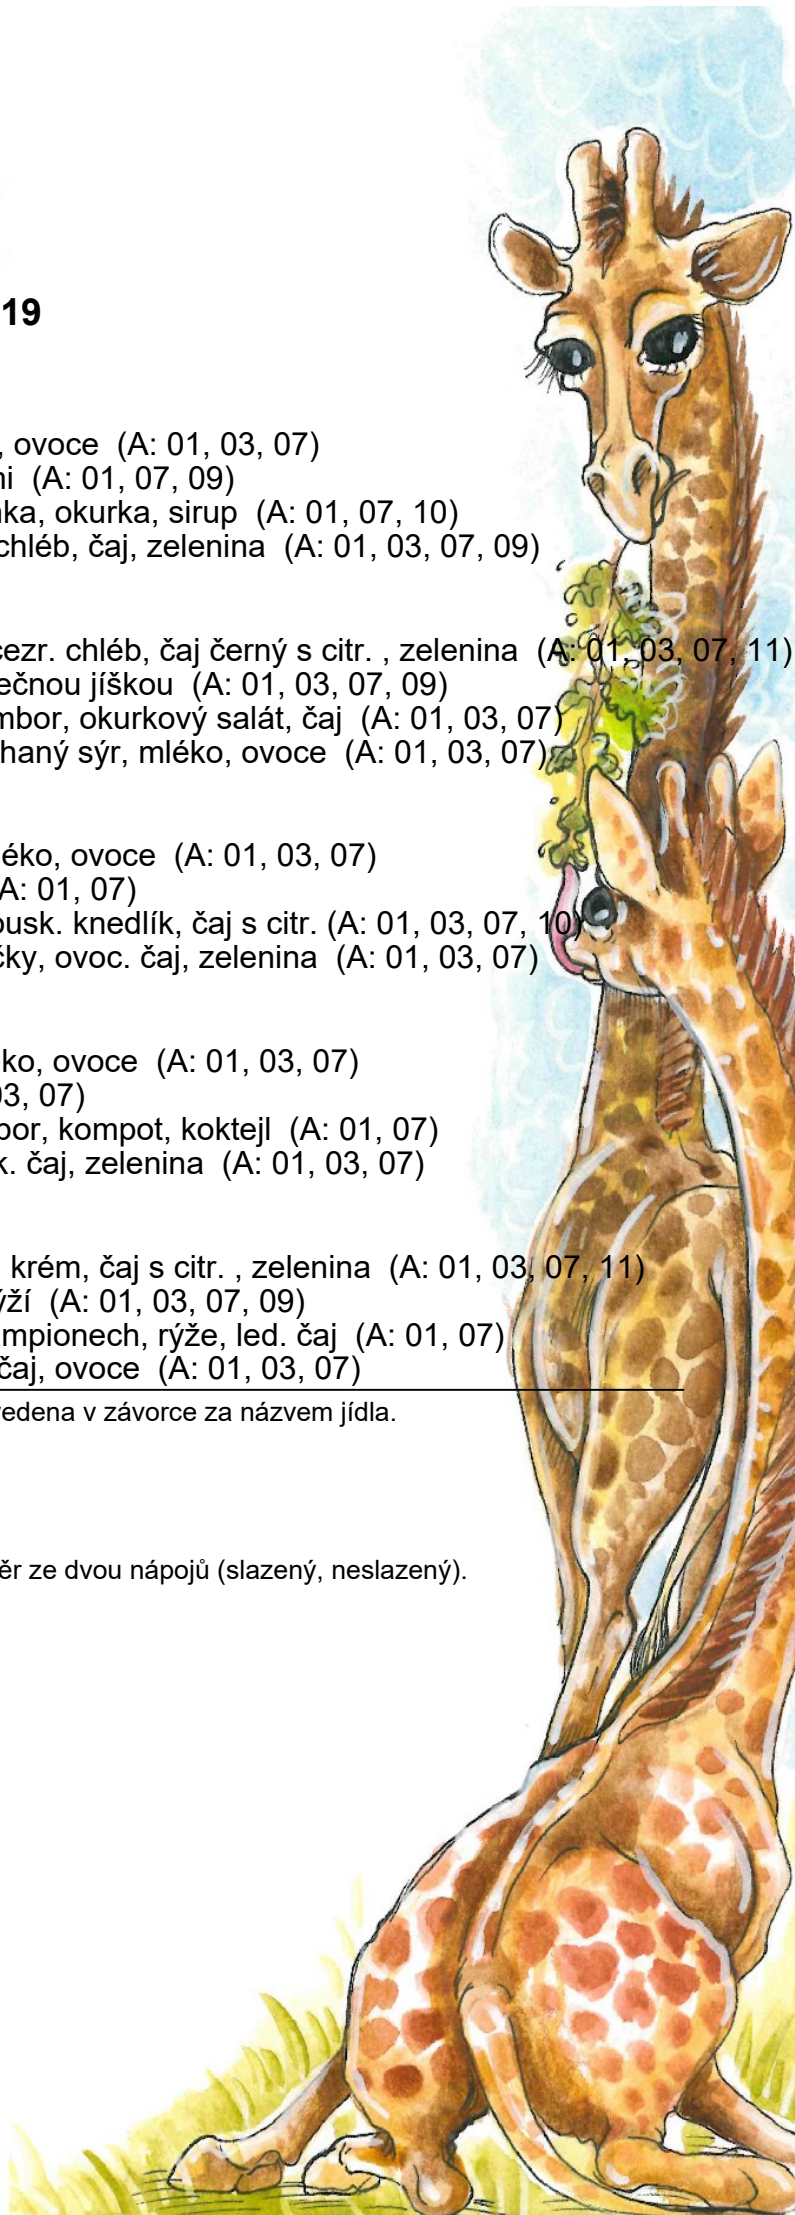 19
, ovoce (A: 01, 03, 07)
ni (A: 01, 07, 09)
nka, okurka, sirup (A: 01, 07, 10)
chléb, čaj, zelenina (A: 01, 03, 07, 09)
cezr. chléb, čaj černý s citr. , zelenina (A: 01, 03, 07, 11)
ečnou jíškou (A: 01, 03, 07, 09)
mbor, okurkový salát, čaj (A: 01, 03, 07)
chaný sýr, mléko, ovoce (A: 01, 03, 07)
léko, ovoce (A: 01, 03, 07)
A: 01, 07)
ousk. knedlík, čaj s citr. (A: 01, 03, 07, 10)
čky, ovoc. čaj, zelenina (A: 01, 03, 07)
ko, ovoce (A: 01, 03, 07)
03, 07)
bor, kompot, koktejl (A: 01, 07)
k. čaj, zelenina (A: 01, 03, 07)
krém, čaj s citr. , zelenina (A: 01, 03, 07, 11)
ýží (A: 01, 03, 07, 09)
mpionech, rýže, led. čaj (A: 01, 07)
čaj, ovoce (A: 01, 03, 07)
vedena v závorce za názvem jídla.
ěr ze dvou nápojů (slazený, neslazený).